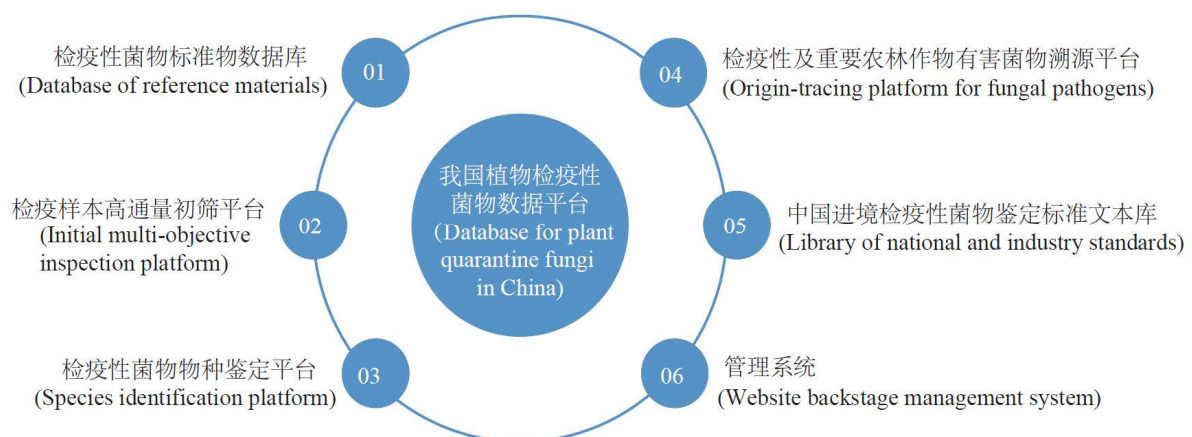 检疫性菌物标准物数据库
(Database of reference materials)
01
检疫样本高通量初筛平台
(Initial multi-objective
inspection platform)
02
检疫性菌物物种鉴定平台
(Species identification platform)
03
我国植物检疫性
菌物数据平台
(Database for plant
quarantine fungi
in China)
04
检疫性及重要农林作物有害菌物溯源平台
(Origin-tracing platform for fungal pathogens)
05
中国进境检疫性菌物鉴定标准文本库
(Library of national and industry standards)
06
管理系统
(Website backstage management system)